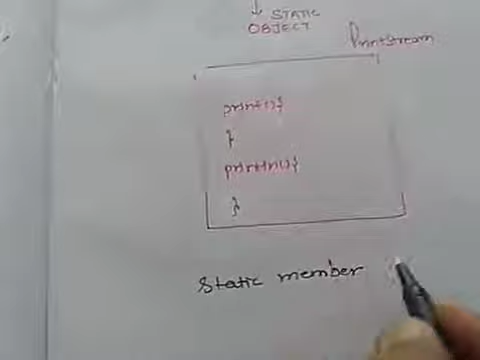 ↓ STATIC
OBJECT
Printstream
print(){
}
println(){
}
Static member